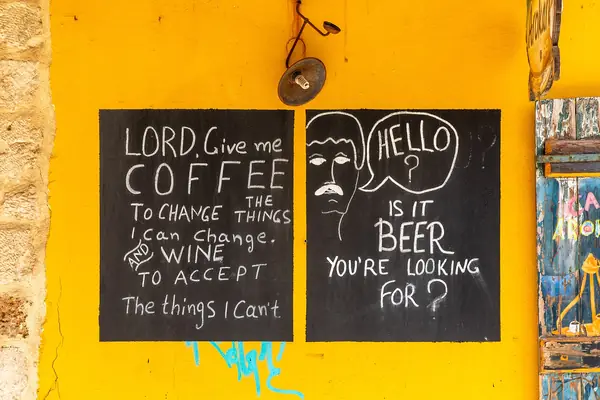 LORD, Give me
COFFEE
TO CHANGE THE THINGS
I can change.
AND WINE
TO ACCEPT
The things I Can't.
HELLO
?
IS IT
BEER
YOU'RE LOOKING
FOR?